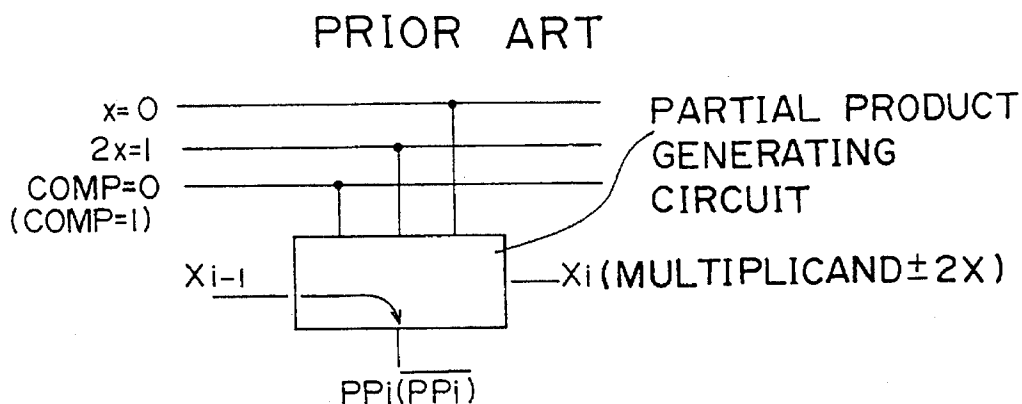 PRIOR ART
x=0
2x=1
COMP=0
(COMP=1)
PARTIAL PRODUCT
GENERATING
CIRCUIT
Xi-1
Xi(MULTIPLICAND±2X)
PPi(P̅P̅i̅)